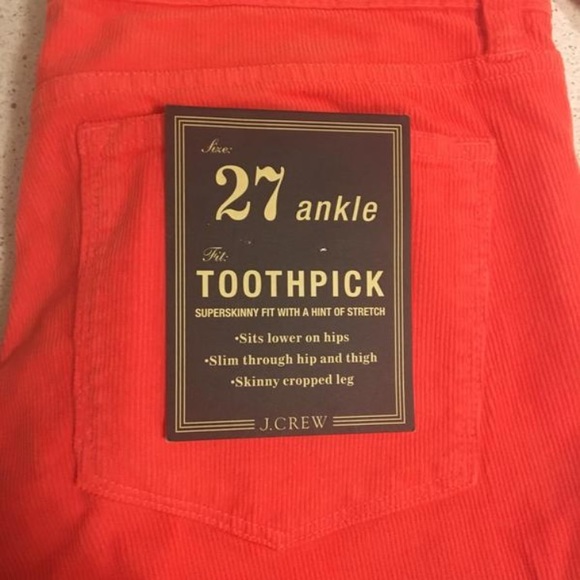 Size:
27 ankle
Fit:
TOOTHPICK
SUPERSKINNY FIT WITH A HINT OF STRETCH
•Sits lower on hips
•Slim through hip and thigh
•Skinny cropped leg
J.CREW